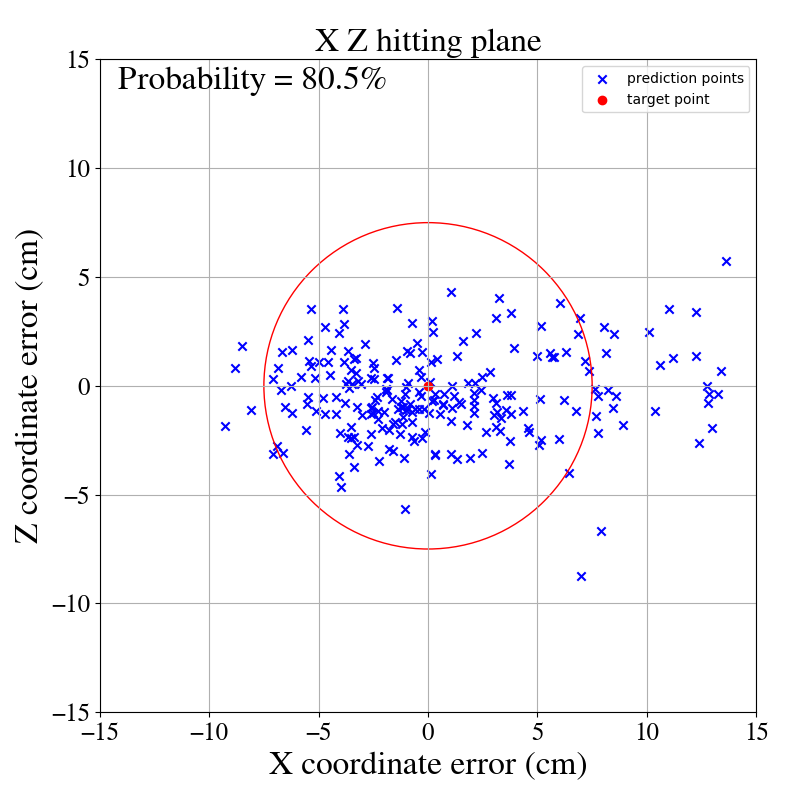 X Z hitting plane
Probability = 80.5%
prediction points
target point
15
10
5
0
−5
−10
−15
−15
−10
−5
0
5
10
15
Z coordinate error (cm)
X coordinate error (cm)